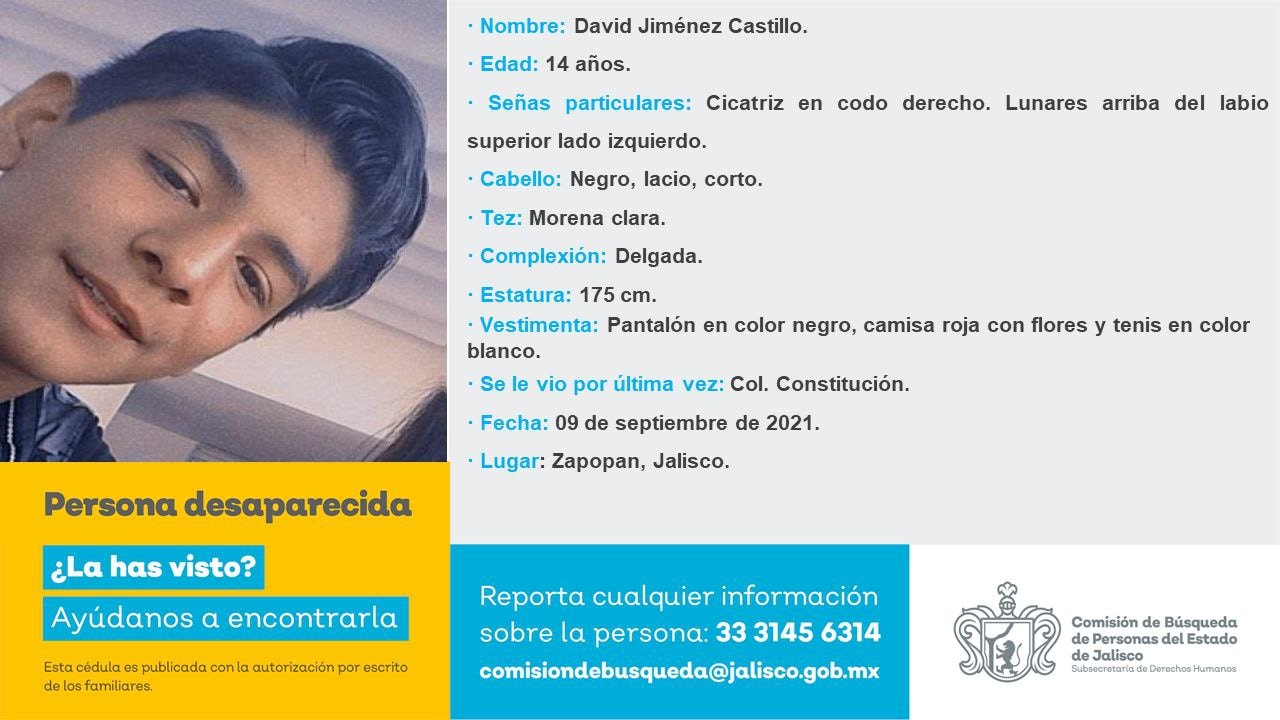 · Nombre: David Jiménez Castillo.
· Edad: 14 años.
· Señas particulares: Cicatriz en codo derecho. Lunares arriba del labio
superior lado izquierdo.
· Cabello: Negro, lacio, corto.
· Tez: Morena clara.
· Complexión: Delgada.
· Estatura: 175 cm.
· Vestimenta: Pantalón en color negro, camisa roja con flores y tenis en color
blanco.
· Se le vio por última vez: Col. Constitución.
· Fecha: 09 de septiembre de 2021.
· Lugar: Zapopan, Jalisco.
Persona desaparecida
¿La has visto?
Ayúdanos a encontrarla
Esta cédula es publicada con la autorización por escrito
de los familiares.
Reporta cualquier información
sobre la persona: 33 3145 6314
comisiondebusqueda@jalisco.gob.mx
Comisión de Búsqueda
de Personas del Estado
de Jalisco
Subsecretaría de Derechos Humanos